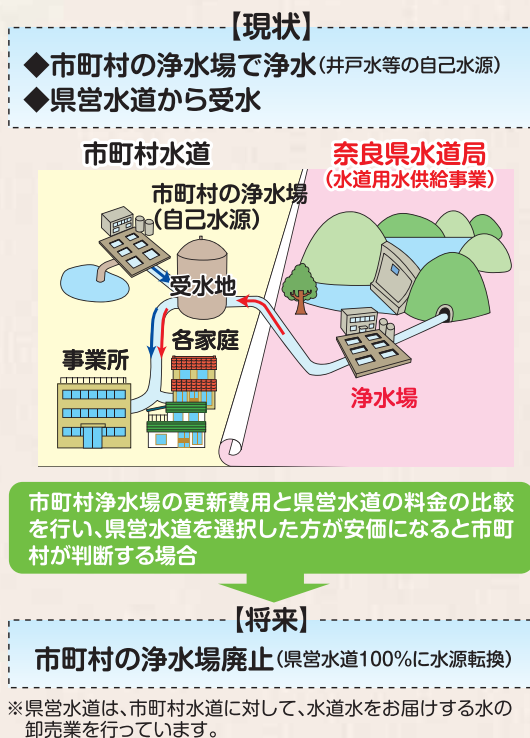 【現状】
◆市町村の浄水場で浄水(井戸水等の自己水源)
◆県営水道から受水
市町村水道
奈良県水道局
(水道用水供給事業)
市町村の浄水場
(自己水源)
受水地
各家庭
事業所
浄水場
市町村浄水場の更新費用と県営水道の料金の比較
を行い、県営水道を選択した方が安価になると市町
村が判断する場合
【将来】
市町村の浄水場廃止(県営水道100%に水源転換)
※県営水道は、市町村水道に対して、水道水をお届けする水の
卸売業を行っています。